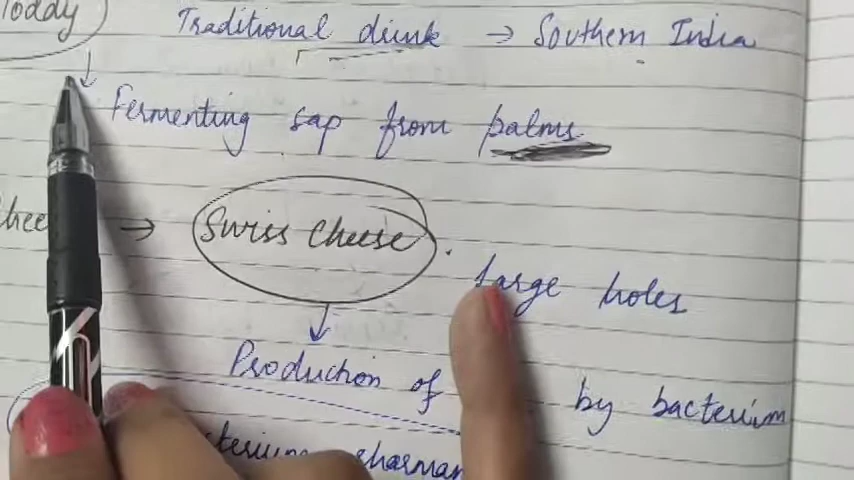 Toddy Traditional drink → Southern India
↓
Fermenting sap from palms
→ Swiss Cheese . Large holes
↓
Production of by bacterium